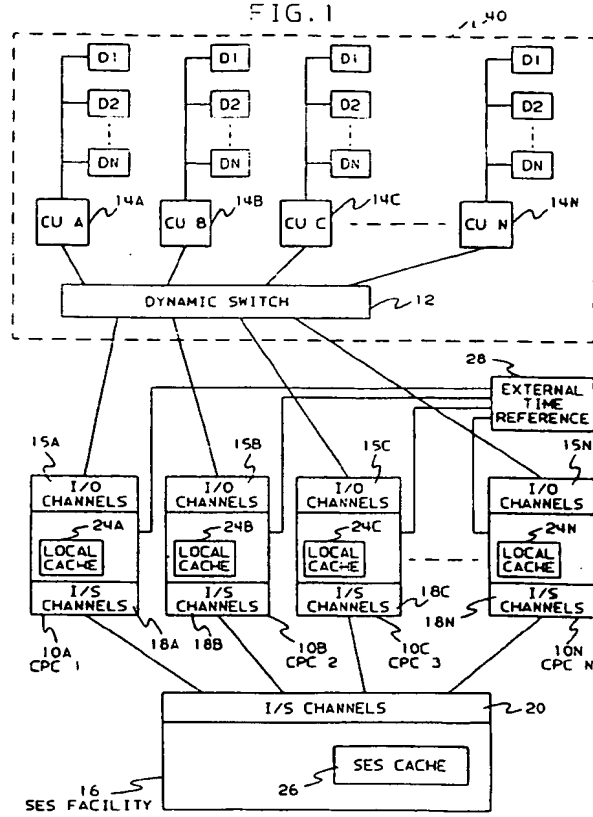 FIG.1
40
D1 D1 D1 D1
D2 D2 D2 D2
DN DN DN DN
14A 14B 14C 14N
CU A CU B CU C CU N
DYNAMIC SWITCH
12
28
EXTERNAL
TIME
REFERENCE
15A 15B 15C 15N
I/O CHANNELS I/O CHANNELS I/O CHANNELS I/O CHANNELS
24A 24B 24C 24N
LOCAL CACHE LOCAL CACHE LOCAL CACHE LOCAL CACHE
I/S CHANNELS I/S CHANNELS I/S CHANNELS I/S CHANNELS
18A 18B 18C 18N
10A 10B 10C 10N
CPC 1 CPC 2 CPC 3 CPC N
I/S CHANNELS
20
SES CACHE
26
16
SES FACILITY